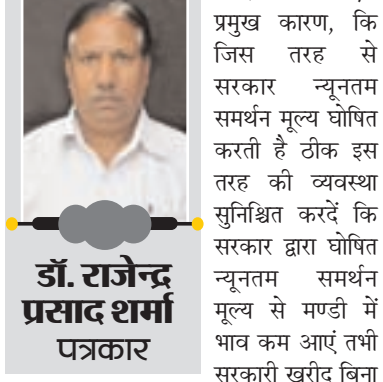 डॉ. राजेन्द्र
प्रसाद शर्मा
पत्रकार
प्रमुख कारण, कि
जिस तरह से
सरकार न्यूनतम
समर्थन मूल्य घोषित
करती है ठीक इस
तरह की व्यवस्था
सुनिश्चित करदें कि
सरकार द्वारा घोषित
न्यूनतम समर्थन
मूल्य से मण्डी में
भाव कम आएं तभी
सरकारी खरीद बिना